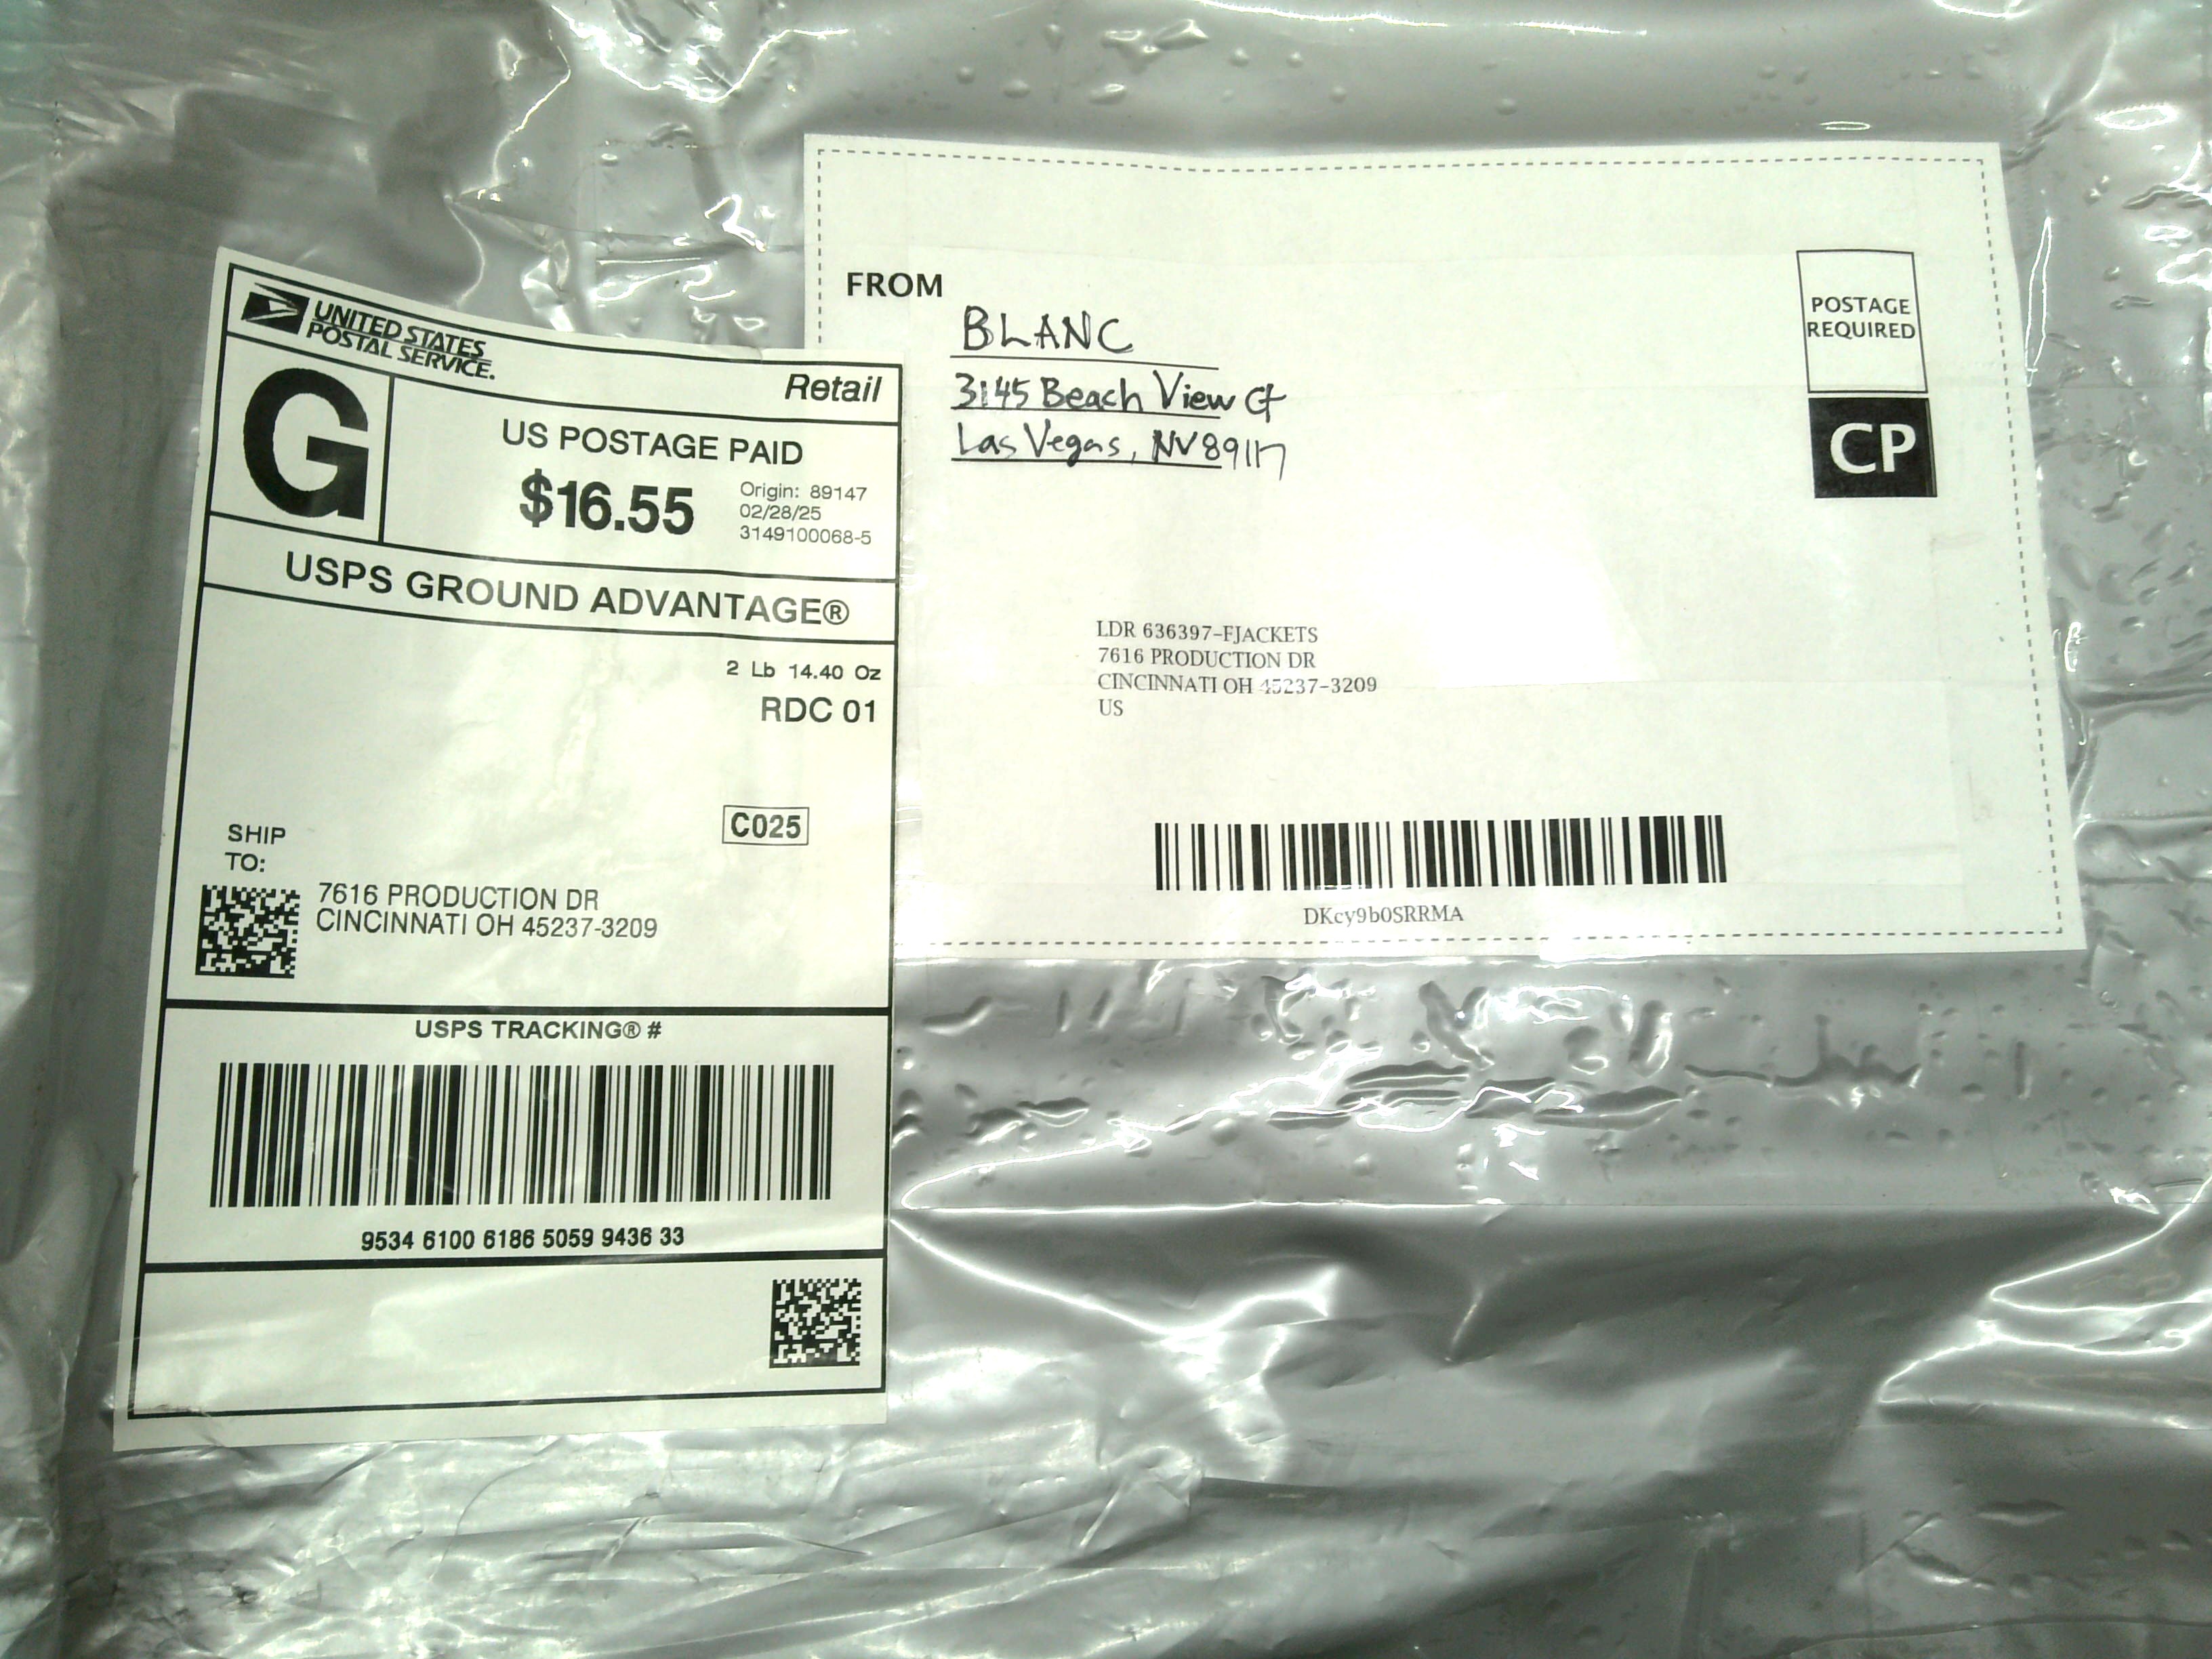 UNITED STATES
POSTAL SERVICE.
Retail
G
US POSTAGE PAID
$16.55
Origin: 89147
02/28/25
3149100068-5
USPS GROUND ADVANTAGE®
2 Lb 14.40 Oz
RDC 01
C025
SHIP
TO:
7616 PRODUCTION DR
CINCINNATI OH 45237-3209
USPS TRACKING® #
9534 6100 6186 5059 9436 33
FROM
BLANC
3145 Beach View Ct
Las Vegas, NV 89117
POSTAGE
REQUIRED
CP
LDR 636397-FJACKETS
7616 PRODUCTION DR
CINCINNATI OH 45237-3209
US
DKcy9b0SRRMA